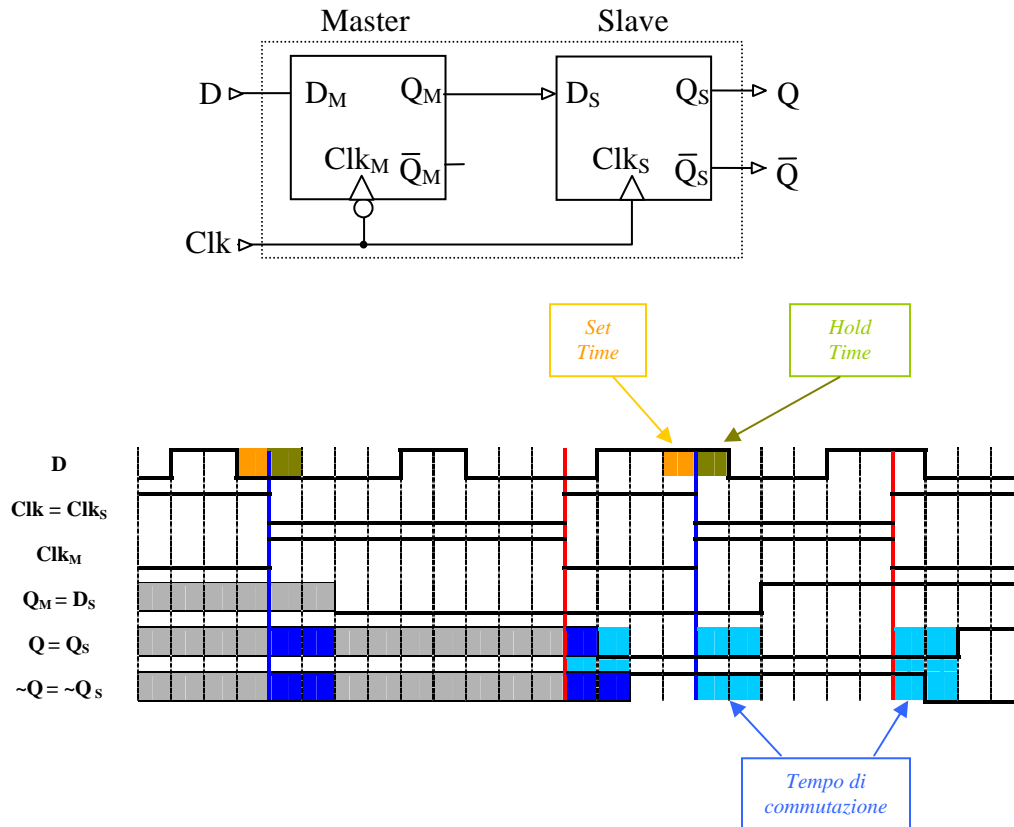 Master Slave
D D_M Q_M D_S Q_S Q
Clk_M Q̅_M Clk_S Q̅_S Q̅
Clk
Set
Time
Hold
Time
D
Clk = Clk_S
Clk_M
Q_M = D_S
Q = Q_S
~Q = ~Q_S
Tempo di
commutazione